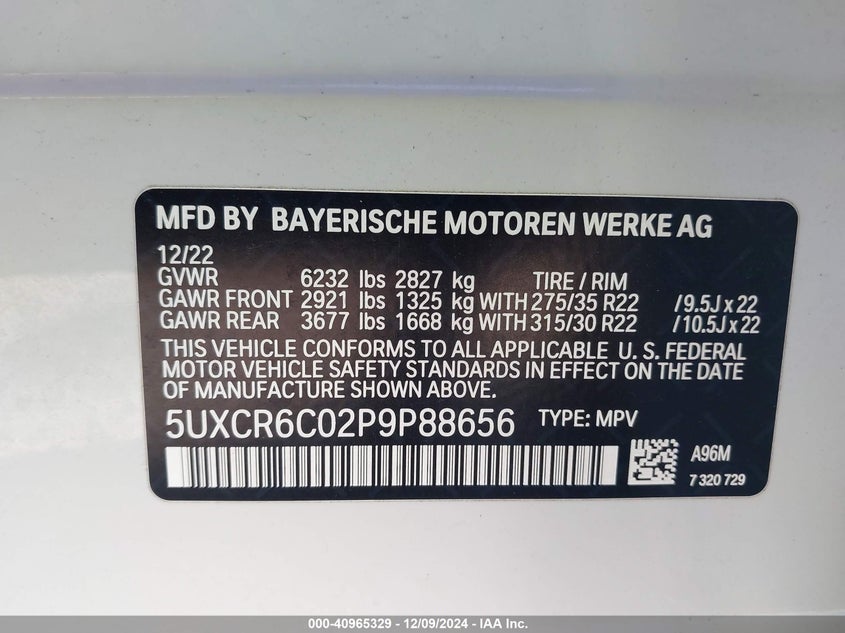 MFD BY BAYERISCHE MOTOREN WERKE AG
12/22
GVWR 6232 lbs 2827 kg TIRE / RIM
GAWR FRONT 2921 lbs 1325 kg WITH 275/35 R22 / 9.5J x 22
GAWR REAR 3677 lbs 1668 kg WITH 315/30 R22 / 10.5J x 22
THIS VEHICLE CONFORMS TO ALL APPLICABLE U. S. FEDERAL
MOTOR VEHICLE SAFETY STANDARDS IN EFFECT ON THE DATE
OF MANUFACTURE SHOWN ABOVE.
5UXCR6C02P9P88656 TYPE: MPV
A96M
7 320 729
000-40965329 - 12/09/2024 - IAA Inc.